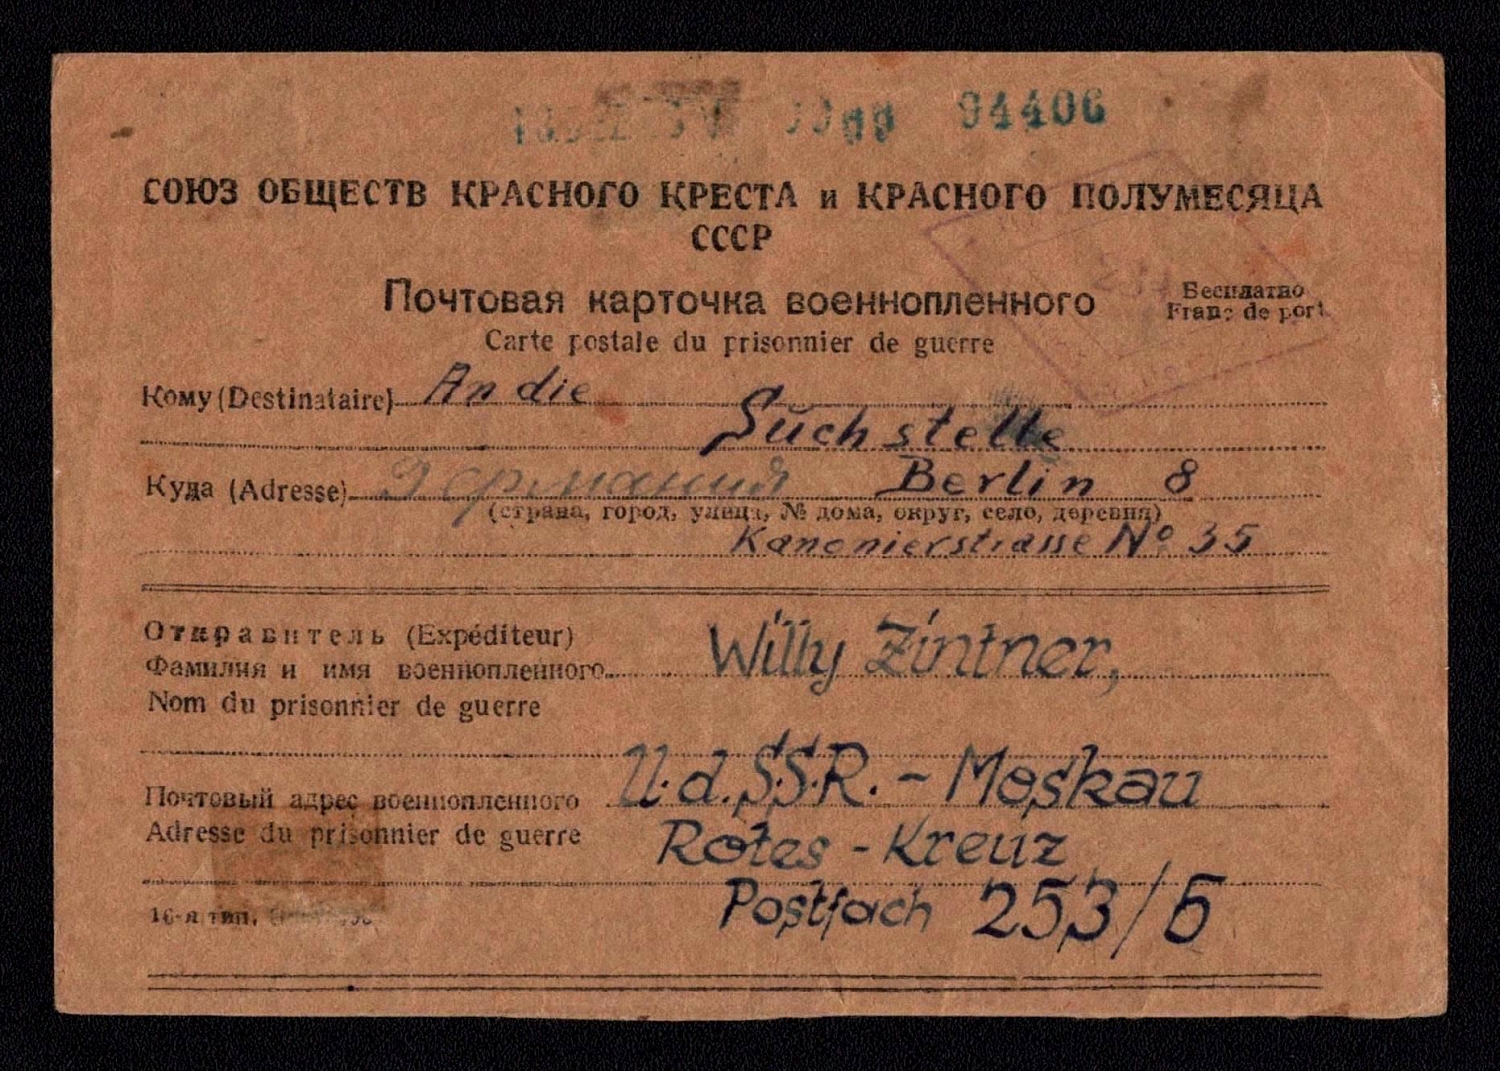 94406
СОЮЗ ОБЩЕСТВ КРАСНОГО КРЕСТА и КРАСНОГО ПОЛУМЕСЯЦА
СССР
Почтовая карточка военнопленного
Бесплатно
Franc de port
Carte postale du prisonnier de guerre
Кому (Destinataire) An die
Suchstelle
Куда (Adresse) Германия Berlin 8
(страна, город, улица, № дома, округ, село, деревня)
Kanonierstrasse No 35
Отправитель (Expéditeur)
Фамилия и имя военнопленного Willy Zintner,
Nom du prisonnier de guerre
Почтовый адрес военнопленного U.d.S.S.R. - Moskau
Adresse du prisonnier de guerre Rotes - Kreuz
Postfach 253/5
16-я тип.